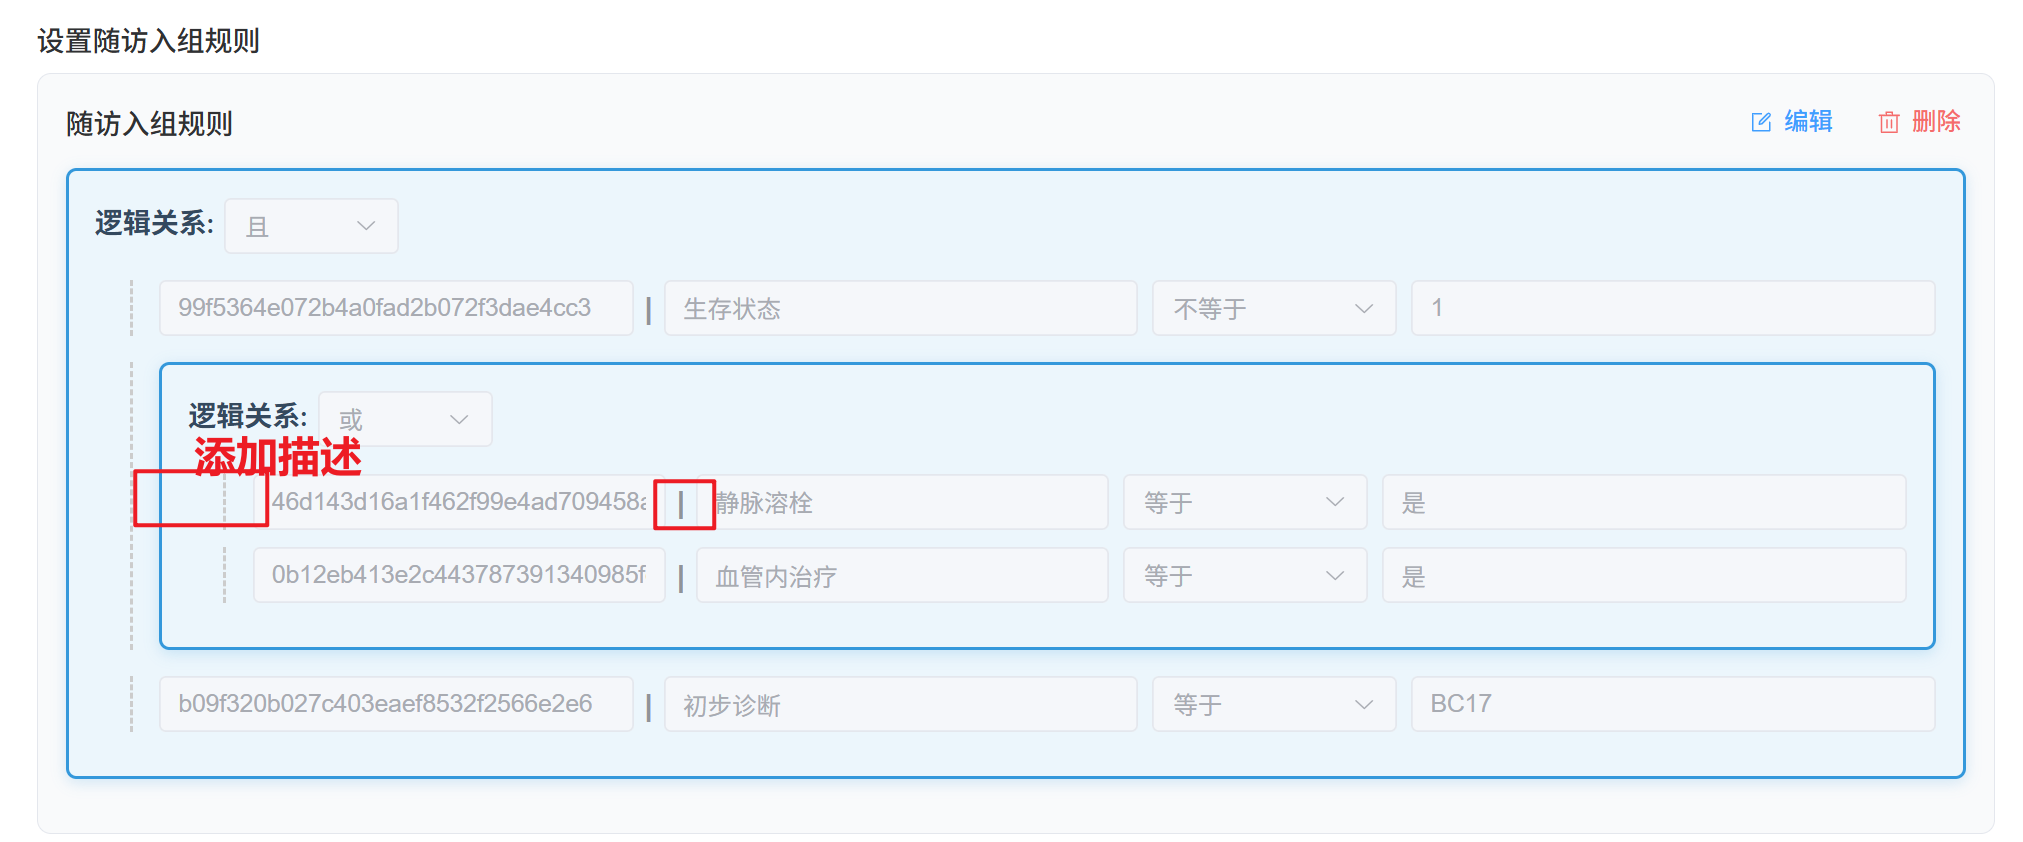 设置随访入组规则
随访入组规则
编辑 删除
逻辑关系: 且
99f5364e072b4a0fad2b072f3dae4cc3 | 生存状态 不等于 1
逻辑关系: 或
添加描述
46d143d16a1f462f99e4ad709458a | 静脉溶栓 等于 是
0b12eb413e2c443787391340985f | 血管内治疗 等于 是
b09f320b027c403eaef8532f2566e2e6 | 初步诊断 等于 BC17